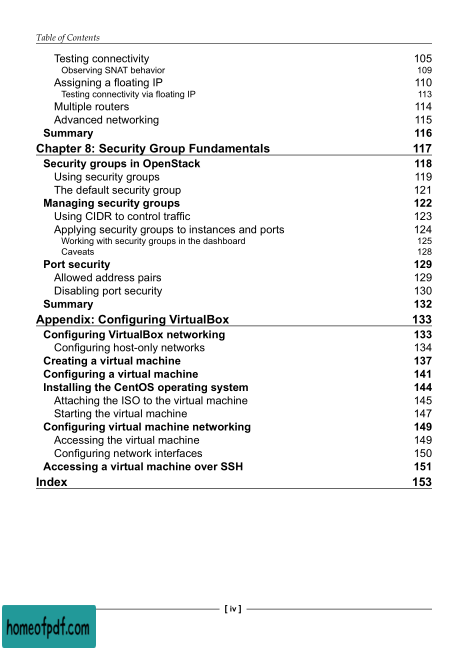 Table of Contents
Testing connectivity 105
Observing SNAT behavior 109
Assigning a floating IP 110
Testing connectivity via floating IP 113
Multiple routers 114
Advanced networking 115
Summary 116
Chapter 8: Security Group Fundamentals 117
Security groups in OpenStack 118
Using security groups 119
The default security group 121
Managing security groups 122
Using CIDR to control traffic 123
Applying security groups to instances and ports 124
Working with security groups in the dashboard 125
Caveats 128
Port security 129
Allowed address pairs 129
Disabling port security 130
Summary 132
Appendix: Configuring VirtualBox 133
Configuring VirtualBox networking 133
Configuring host-only networks 134
Creating a virtual machine 137
Configuring a virtual machine 141
Installing the CentOS operating system 144
Attaching the ISO to the virtual machine 145
Starting the virtual machine 147
Configuring virtual machine networking 149
Accessing the virtual machine 149
Configuring network interfaces 150
Accessing a virtual machine over SSH 151
Index 153
[ iv ]
homeofpdf.com